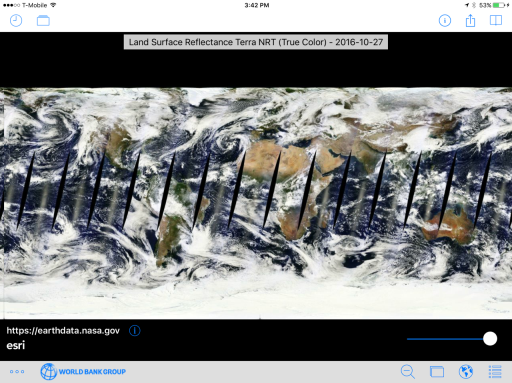 T-Mobile 3:42 PM 53%
Land Surface Reflectance Terra NRT (True Color) - 2016-10-27
https://earthdata.nasa.gov
esri
WORLD BANK GROUP